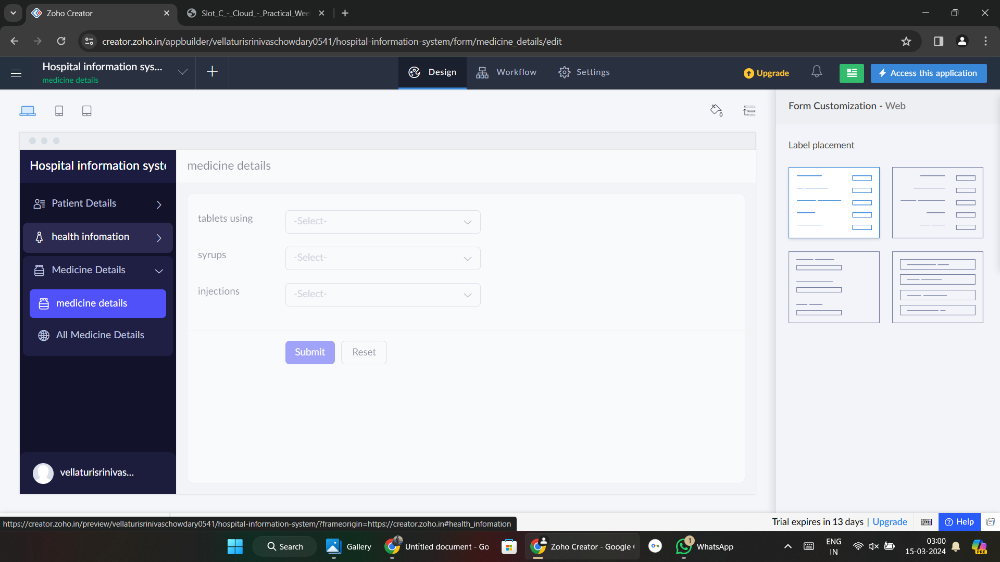 Zoho Creator
Slot_C_-_Cloud_-_Practical_Wee
creator.zoho.in/appbuilder/vellaturisrinivaschowdary0541/hospital-information-system/form/medicine_details/edit
Hospital information sys...
medicine details
Design
Workflow
Settings
Upgrade
Access this application
Form Customization - Web
Label placement
Hospital information syste
medicine details
Patient Details
health infomation
Medicine Details
medicine details
All Medicine Details
vellaturisrinivas...
tablets using
-Select-
syrups
-Select-
injections
-Select-
Submit
Reset
https://creator.zoho.in/preview/vellaturisrinivaschowdary0541/hospital-information-system/?frameorigin=https://creator.zoho.in#health_infomation
Trial expires in 13 days | Upgrade
Help
Search
Gallery
Untitled document - Go
Zoho Creator - Google
1
WhatsApp
ENG
IN
03:00
15-03-2024
PRE